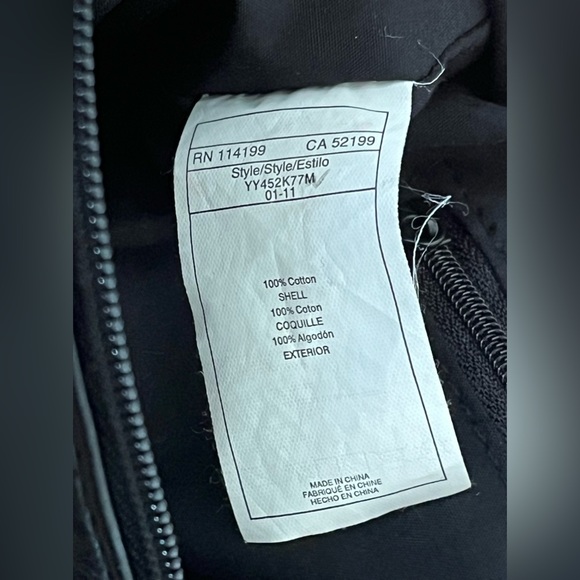 RN 114199 CA 52199
Style/Style/Estilo
YY452K77M
01-11
100% Cotton
SHELL
100% Coton
COQUILLE
100% Algodón
EXTERIOR
MADE IN CHINA
FABRIQUÉ EN CHINE
HECHO EN CHINA